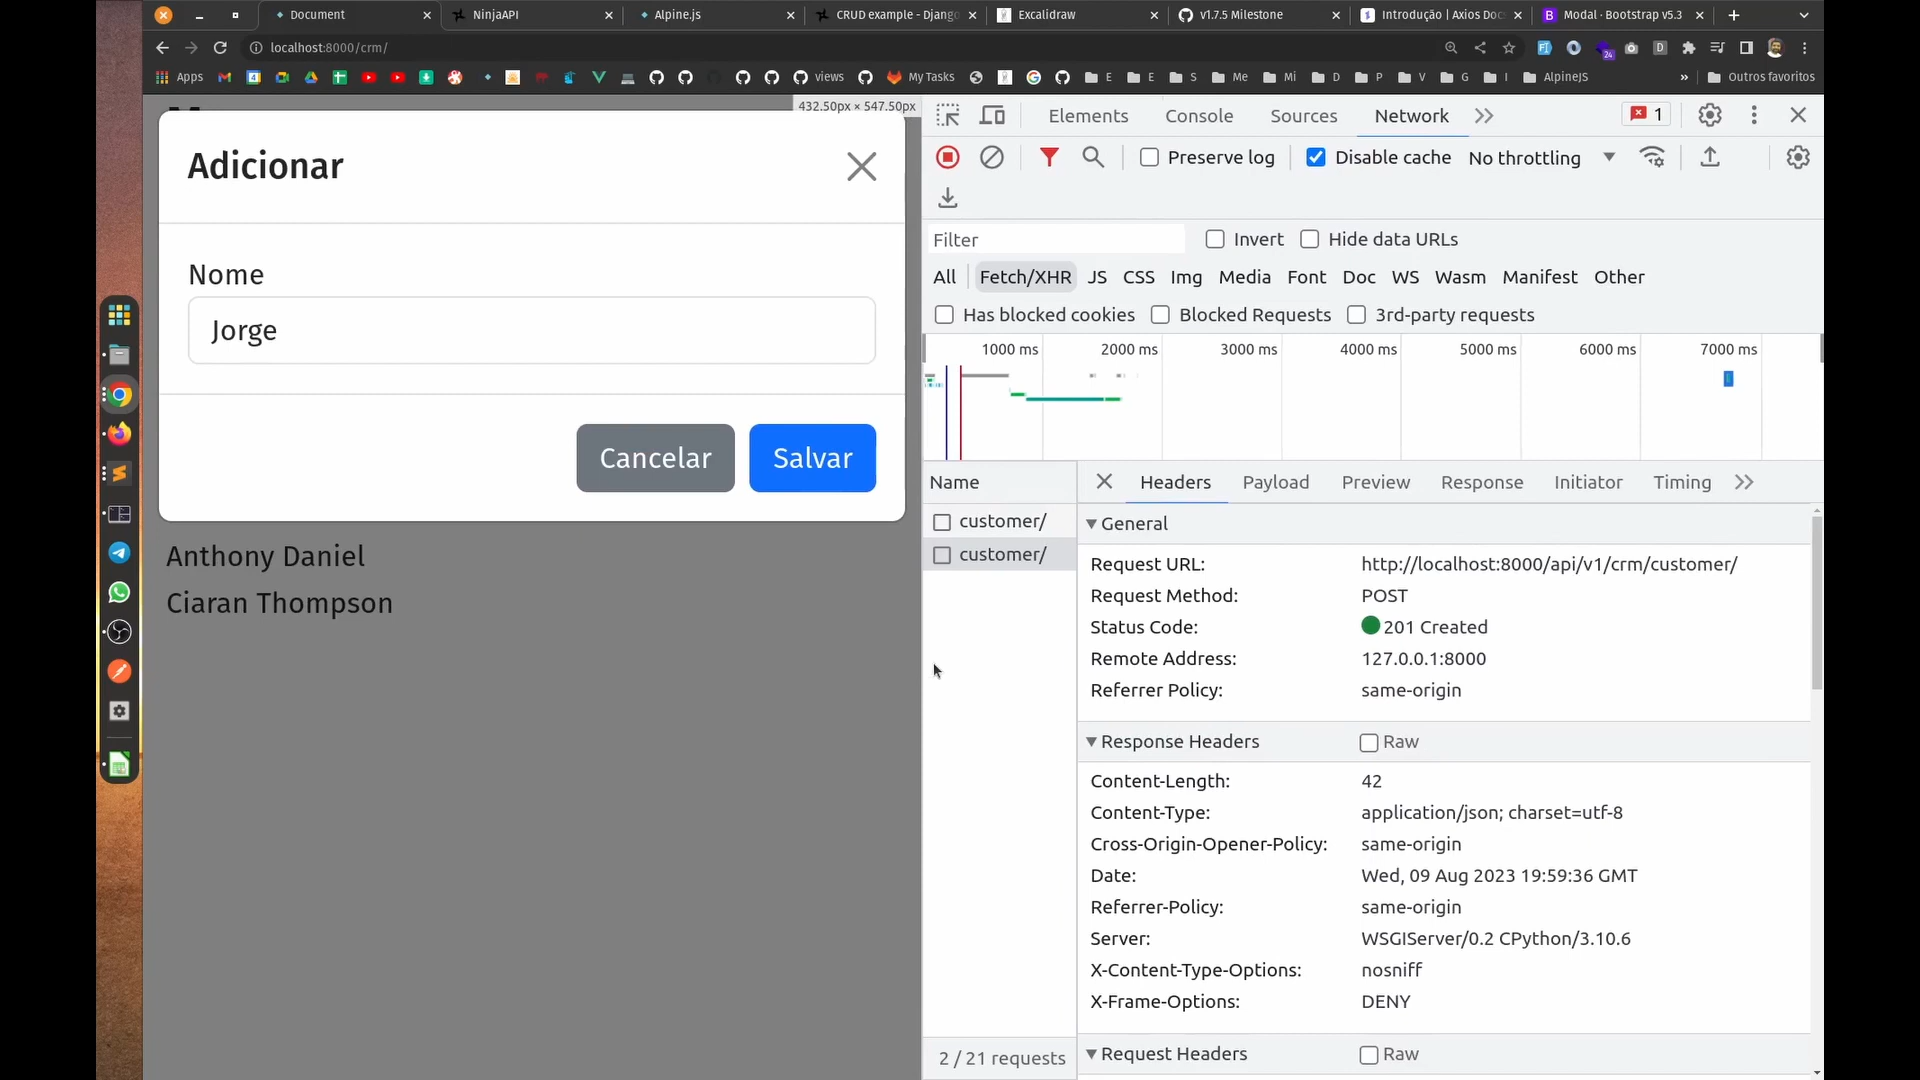 Document
NinjaAPI
Alpine.js
CRUD example - Django
Excalidraw
v1.7.5 Milestone
Introdução | Axios Doc
Modal · Bootstrap v5.3
localhost:8000/crm/
24
Apps
views
My Tasks
E
E
S
Me
Mi
D
P
V
G
I
AlpineJS
»
Outros favoritos
432.50px × 547.50px
Adicionar
Nome
Jorge
Cancelar
Salvar
Anthony Daniel
Ciaran Thompson
Elements
Console
Sources
Network
1
Preserve log
Disable cache
No throttling
Filter
Invert
Hide data URLs
All
Fetch/XHR
JS
CSS
Img
Media
Font
Doc
WS
Wasm
Manifest
Other
Has blocked cookies
Blocked Requests
3rd-party requests
1000 ms
2000 ms
3000 ms
4000 ms
5000 ms
6000 ms
7000 ms
Name
Headers
Payload
Preview
Response
Initiator
Timing
customer/
customer/
General
Request URL: http://localhost:8000/api/v1/crm/customer/
Request Method: POST
Status Code: 201 Created
Remote Address: 127.0.0.1:8000
Referrer Policy: same-origin
Response Headers
Raw
Content-Length: 42
Content-Type: application/json; charset=utf-8
Cross-Origin-Opener-Policy: same-origin
Date: Wed, 09 Aug 2023 19:59:36 GMT
Referrer-Policy: same-origin
Server: WSGIServer/0.2 CPython/3.10.6
X-Content-Type-Options: nosniff
X-Frame-Options: DENY
Request Headers
Raw
2 / 21 requests